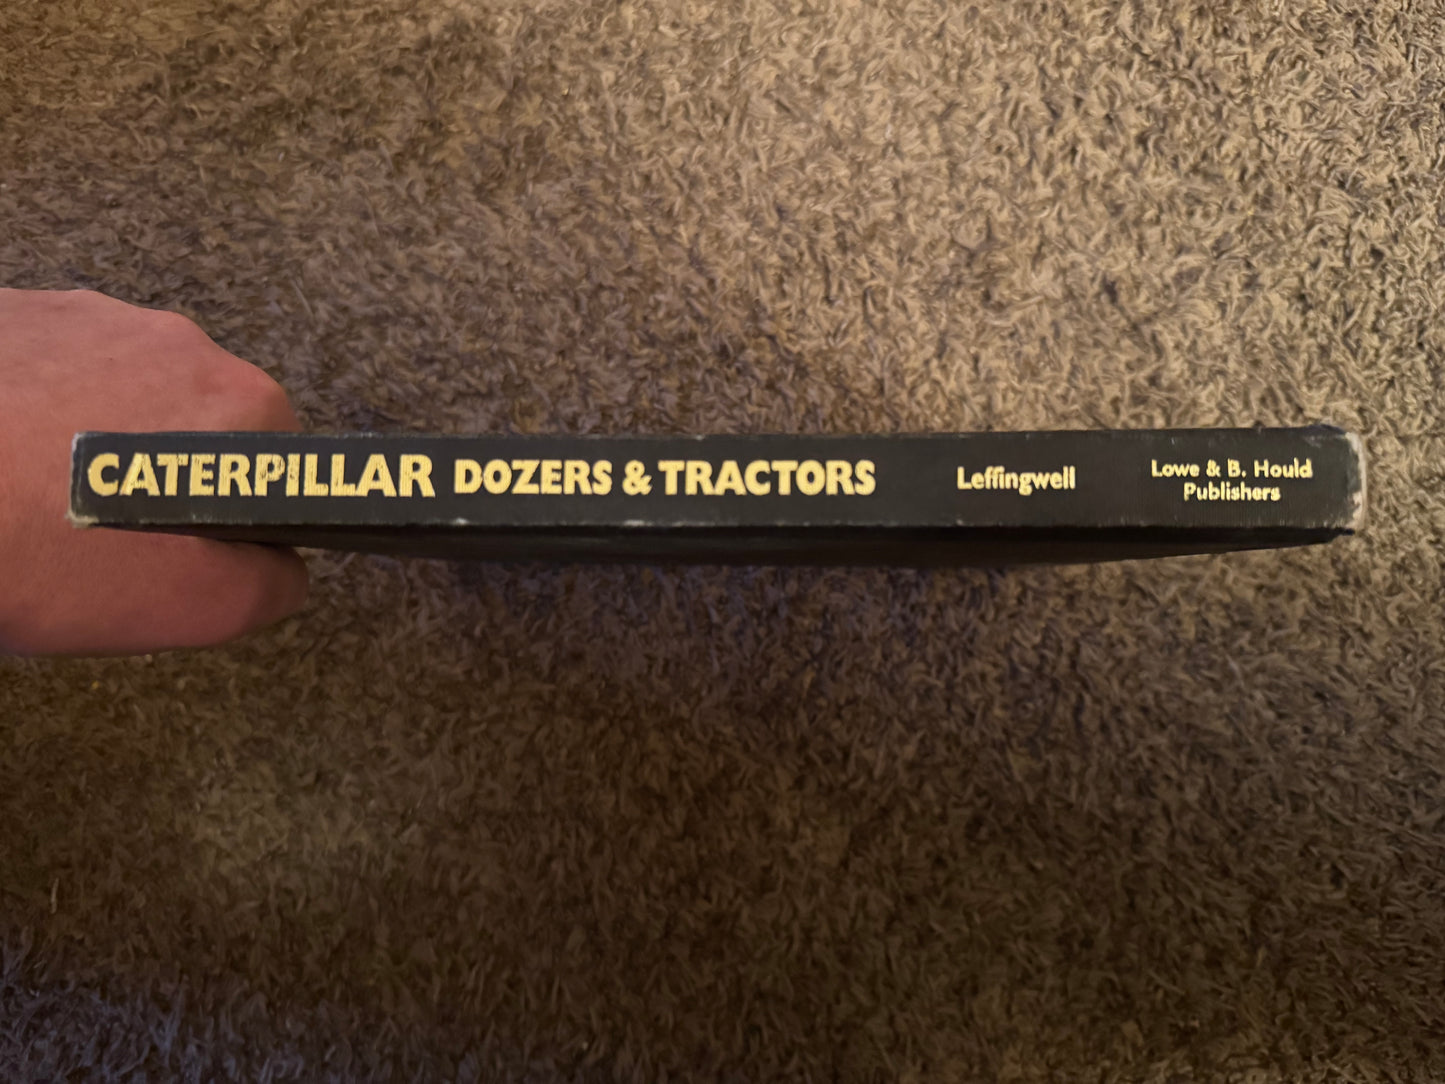 CATERPILLAR DOZERS & TRACTORS
Leffingwell
Lowe & B. Hould
Publishers